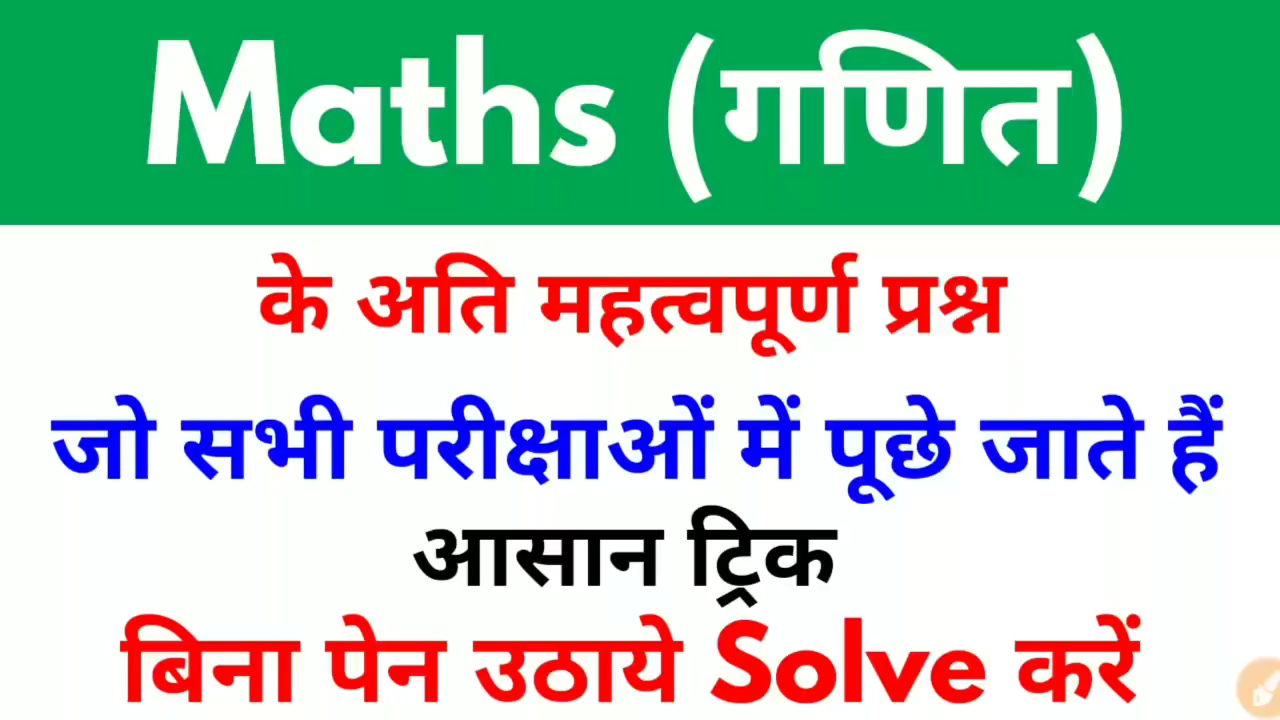 Maths (गणित)
के अति महत्वपूर्ण प्रश्न
जो सभी परीक्षाओं में पूछे जाते हैं
आसान ट्रिक
बिना पेन उठाये Solve करें